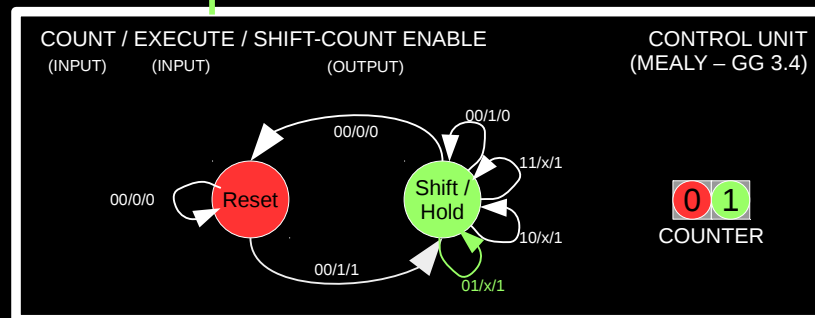 COUNT / EXECUTE / SHIFT-COUNT ENABLE
(INPUT) (INPUT) (OUTPUT)
CONTROL UNIT
(MEALY – GG 3.4)
00/0/0
00/1/0
11/x/1
00/0/0
Reset
Shift /
Hold
0 1
COUNTER
10/x/1
00/1/1
01/x/1